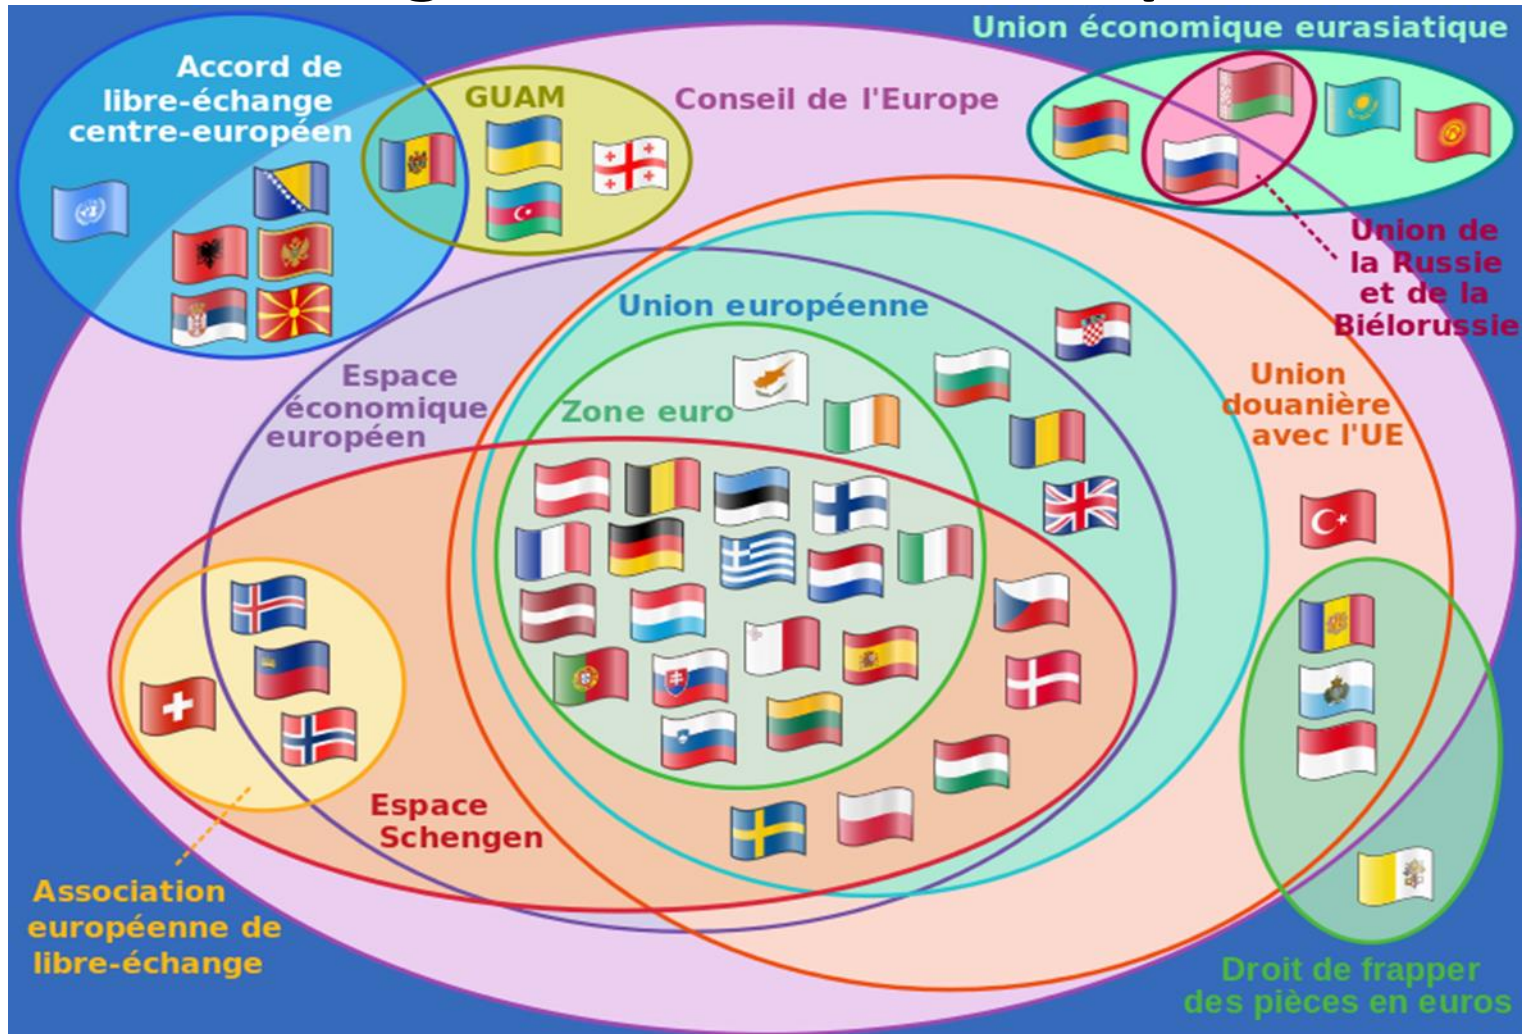 Union économique eurasiatique
Accord de
libre-échange
centre-européen
GUAM
Conseil de l'Europe
Union de
la Russie
et de la
Biélorussie
Union européenne
Espace
économique
européen
Zone euro
Union
douanière
avec l'UE
Espace
Schengen
Association
européenne de
libre-échange
Droit de frapper
des pièces en euros